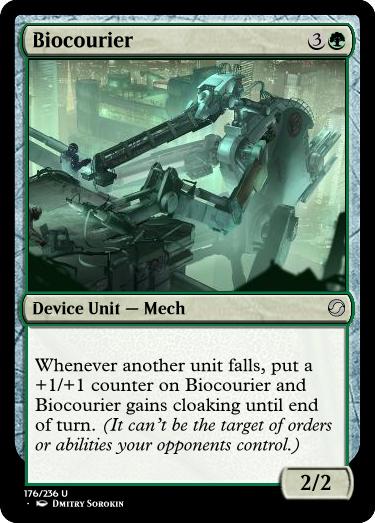 Biocourier 3
Device Unit — Mech
Whenever another unit falls, put a
+1/+1 counter on Biocourier and
Biocourier gains cloaking until end
of turn. (It can't be the target of orders
or abilities your opponents control.)
2/2
176/236 U
· Dmitry Sorokin